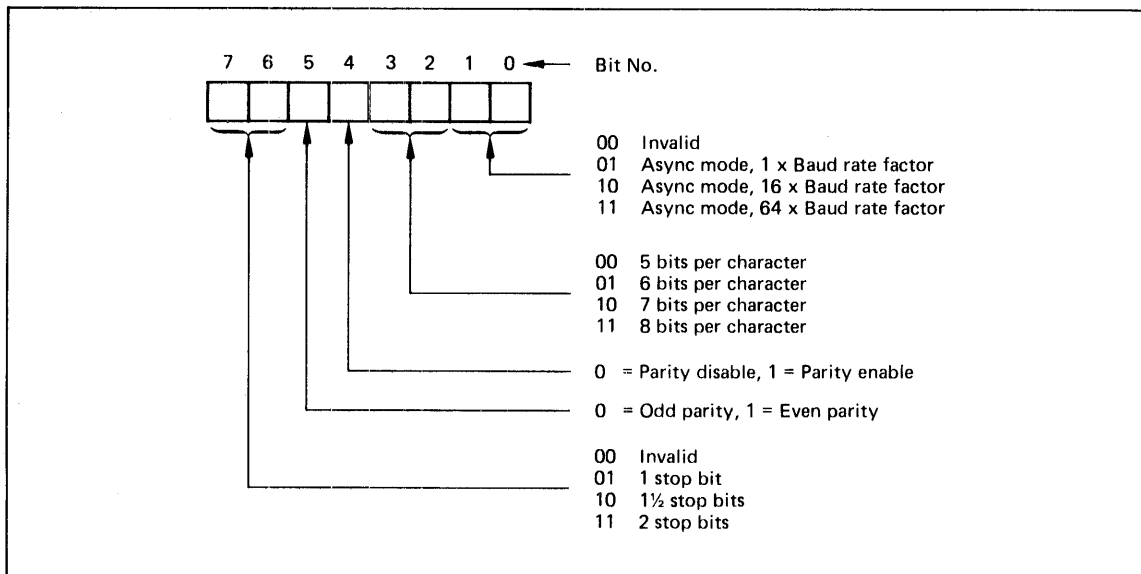 7 6 5 4 3 2 1 0 Bit No.
00 Invalid
01 Async mode, 1 x Baud rate factor
10 Async mode, 16 x Baud rate factor
11 Async mode, 64 x Baud rate factor
00 5 bits per character
01 6 bits per character
10 7 bits per character
11 8 bits per character
0 = Parity disable, 1 = Parity enable
0 = Odd parity, 1 = Even parity
00 Invalid
01 1 stop bit
10 1½ stop bits
11 2 stop bits